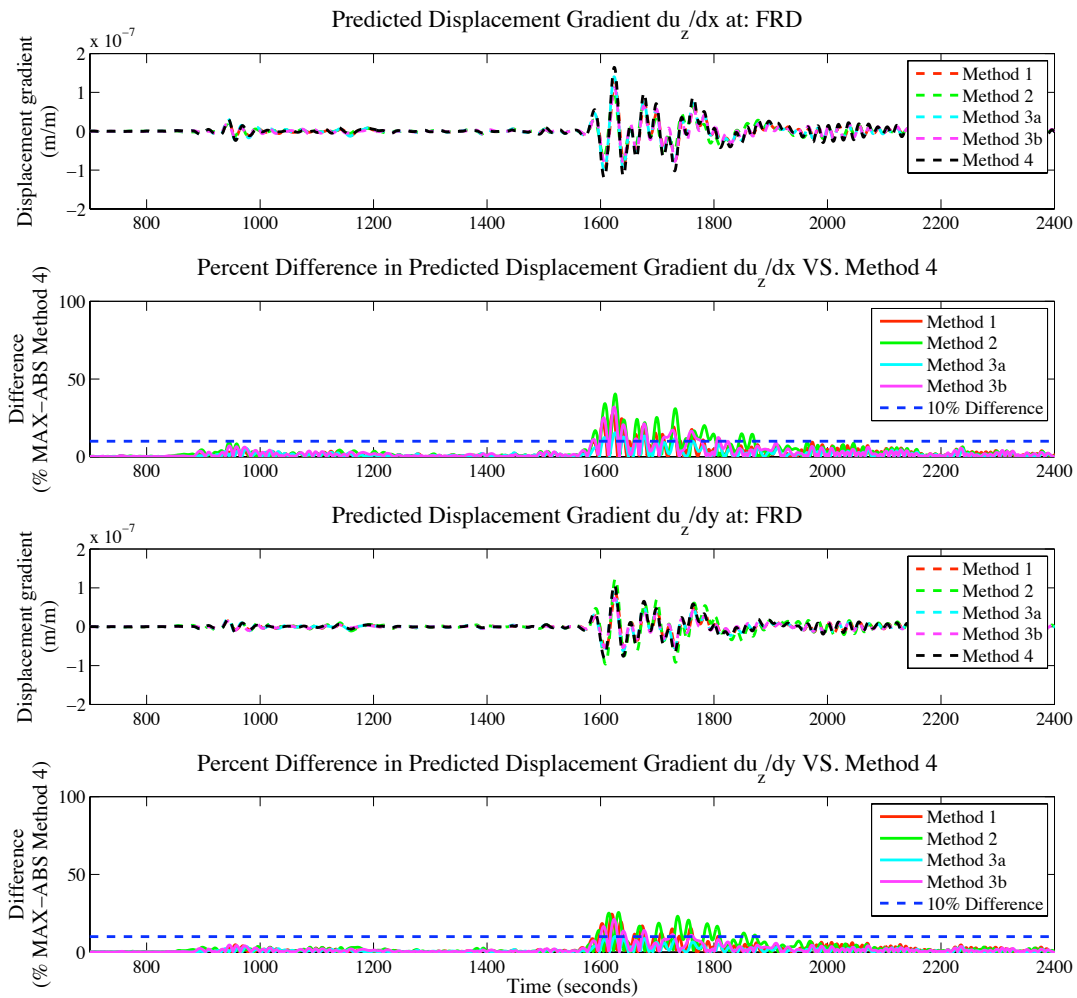 Predicted Displacement Gradient du_z/dx at: FRD
x 10^-7
Displacement gradient
(m/m)
2
1
0
−1
−2
800
1000
1200
1400
1600
1800
2000
2200
2400
Method 1
Method 2
Method 3a
Method 3b
Method 4
Percent Difference in Predicted Displacement Gradient du_z/dx VS. Method 4
Difference
(% MAX−ABS Method 4)
100
50
0
800
1000
1200
1400
1600
1800
2000
2200
2400
Method 1
Method 2
Method 3a
Method 3b
10% Difference
Predicted Displacement Gradient du_z/dy at: FRD
x 10^-7
Displacement gradient
(m/m)
2
1
0
−1
−2
800
1000
1200
1400
1600
1800
2000
2200
2400
Method 1
Method 2
Method 3a
Method 3b
Method 4
Percent Difference in Predicted Displacement Gradient du_z/dy VS. Method 4
Difference
(% MAX−ABS Method 4)
100
50
0
800
1000
1200
1400
1600
1800
2000
2200
2400
Method 1
Method 2
Method 3a
Method 3b
10% Difference
Time (seconds)